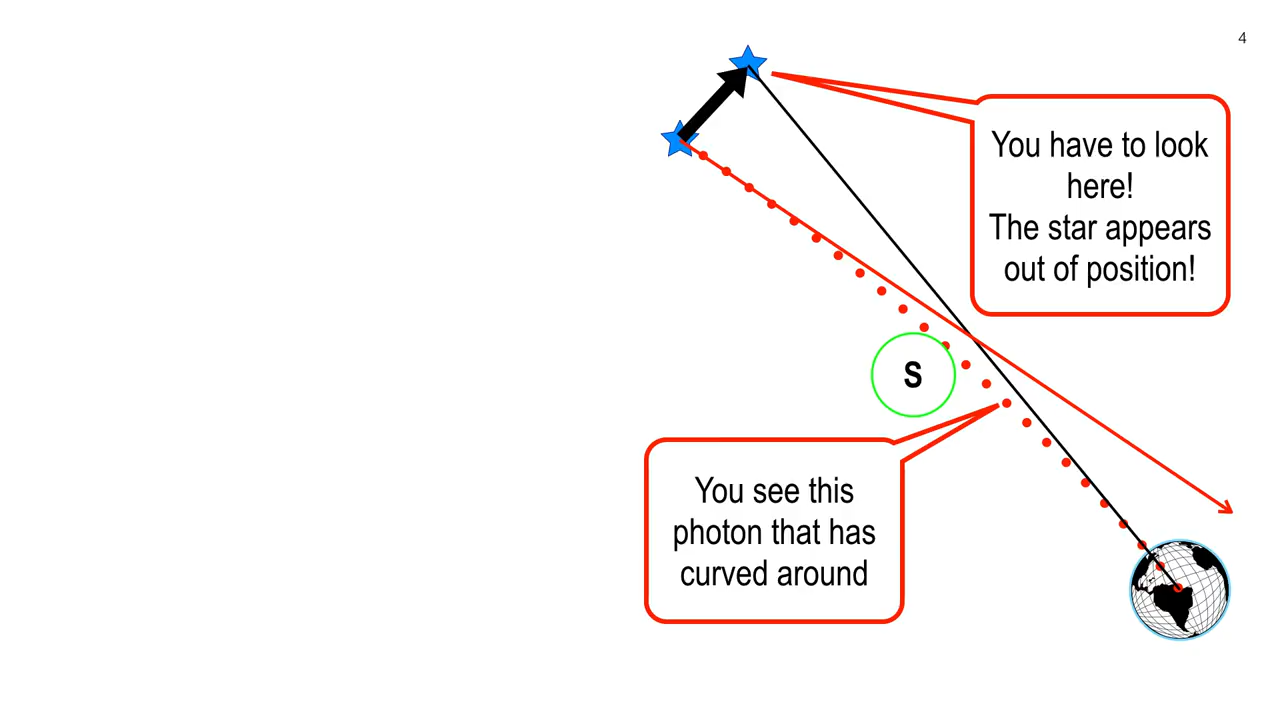 4
You have to look
here!
The star appears
out of position!
S
You see this
photon that has
curved around